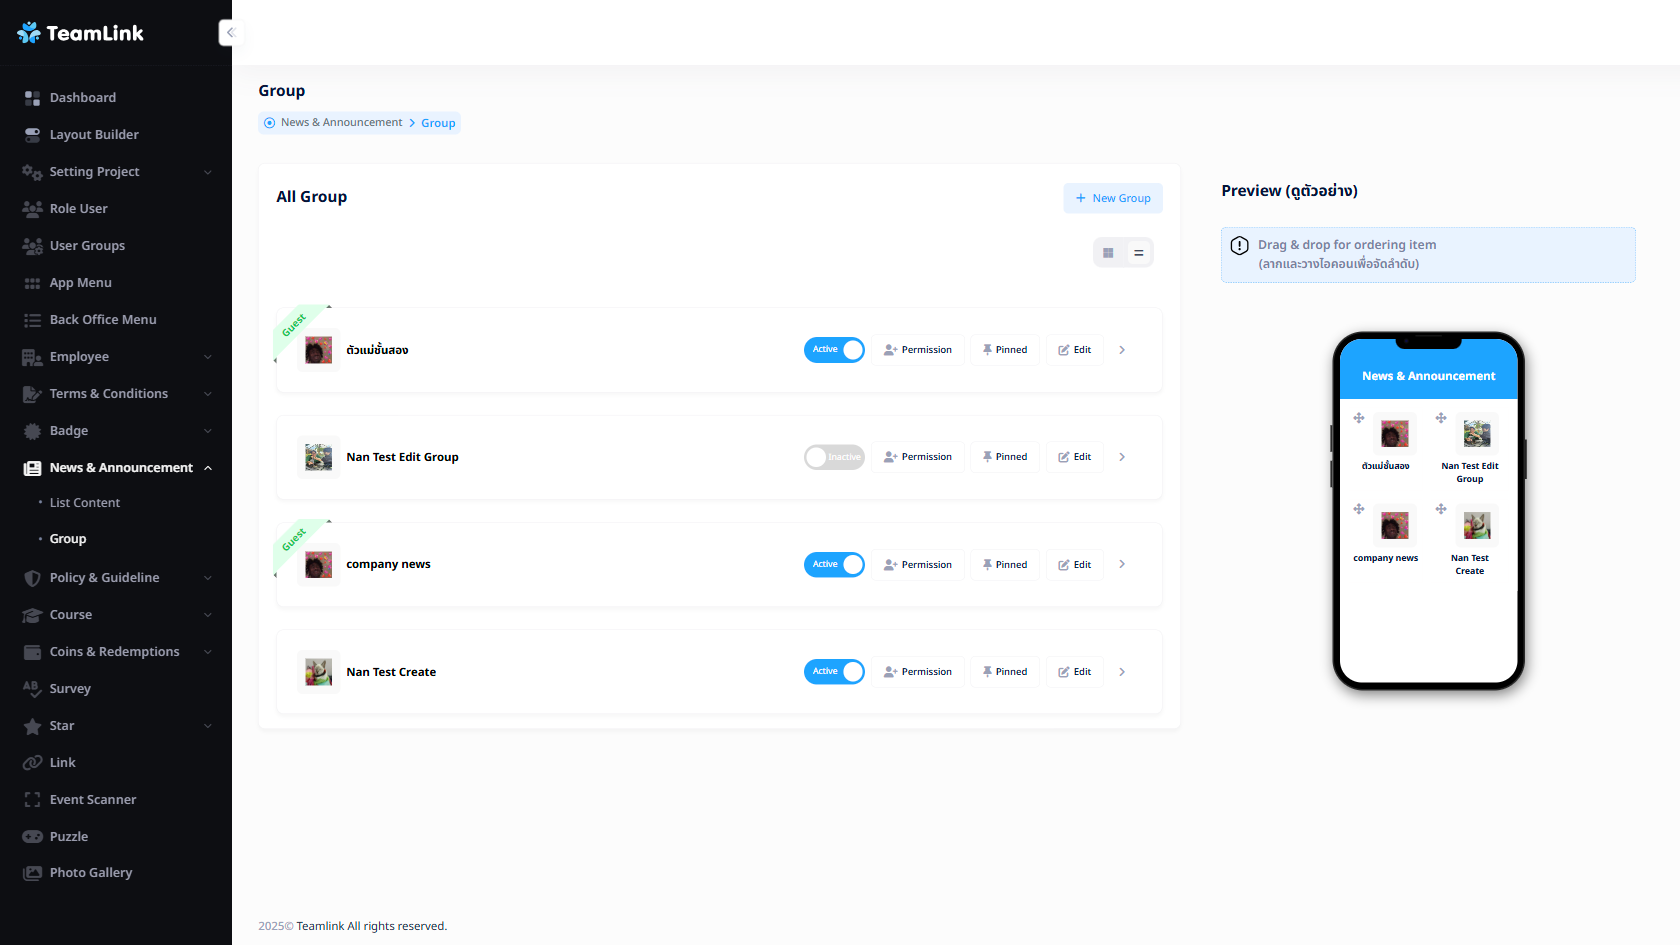 TeamLink
Dashboard
Layout Builder
Setting Project
Role User
User Groups
App Menu
Back Office Menu
Employee
Terms & Conditions
Badge
News & Announcement
List Content
Group
Policy & Guideline
Course
Coins & Redemptions
Survey
Star
Link
Event Scanner
Puzzle
Photo Gallery
Group
News & Announcement > Group
All Group
+ New Group
Guest
ตัวแม่ชั้นสอง
Active
Permission
Pinned
Edit
Nan Test Edit Group
Inactive
Permission
Pinned
Edit
Guest
company news
Active
Permission
Pinned
Edit
Nan Test Create
Active
Permission
Pinned
Edit
Preview (ดูตัวอย่าง)
Drag & drop for ordering item
(ลากและวางไอคอนเพื่อจัดลำดับ)
News & Announcement
ตัวแม่ชั้นสอง
Nan Test Edit
Group
company news
Nan Test
Create
2025© Teamlink All rights reserved.